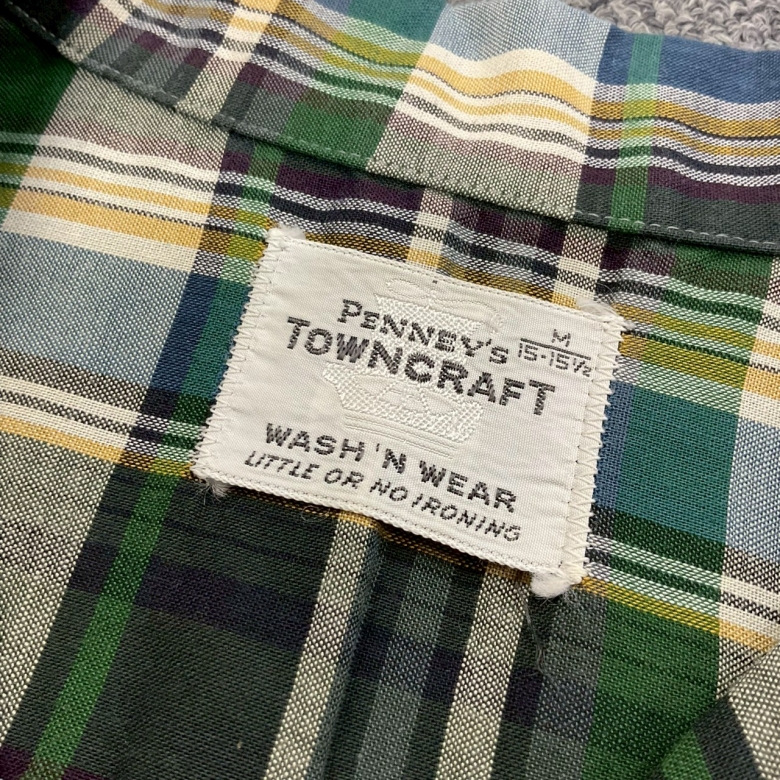 PENNEY'S
TOWNCRAFT
M
15-15½
WASH 'N WEAR
LITTLE OR NO IRONING